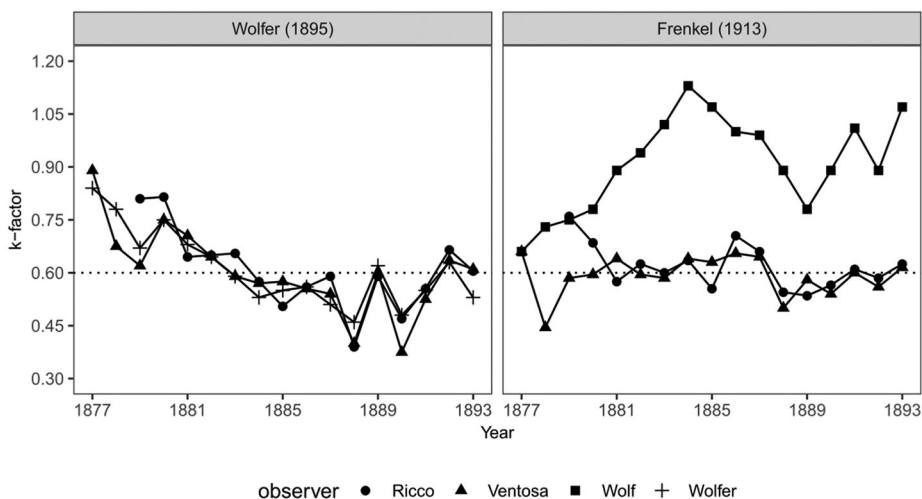 Wolfer (1895)
Frenkel (1913)
k−factor
1.20
1.05
0.90
0.75
0.60
0.45
0.30
1877 1881 1885 1889 1893
1877 1881 1885 1889 1893
Year
observer Ricco Ventosa Wolf Wolfer